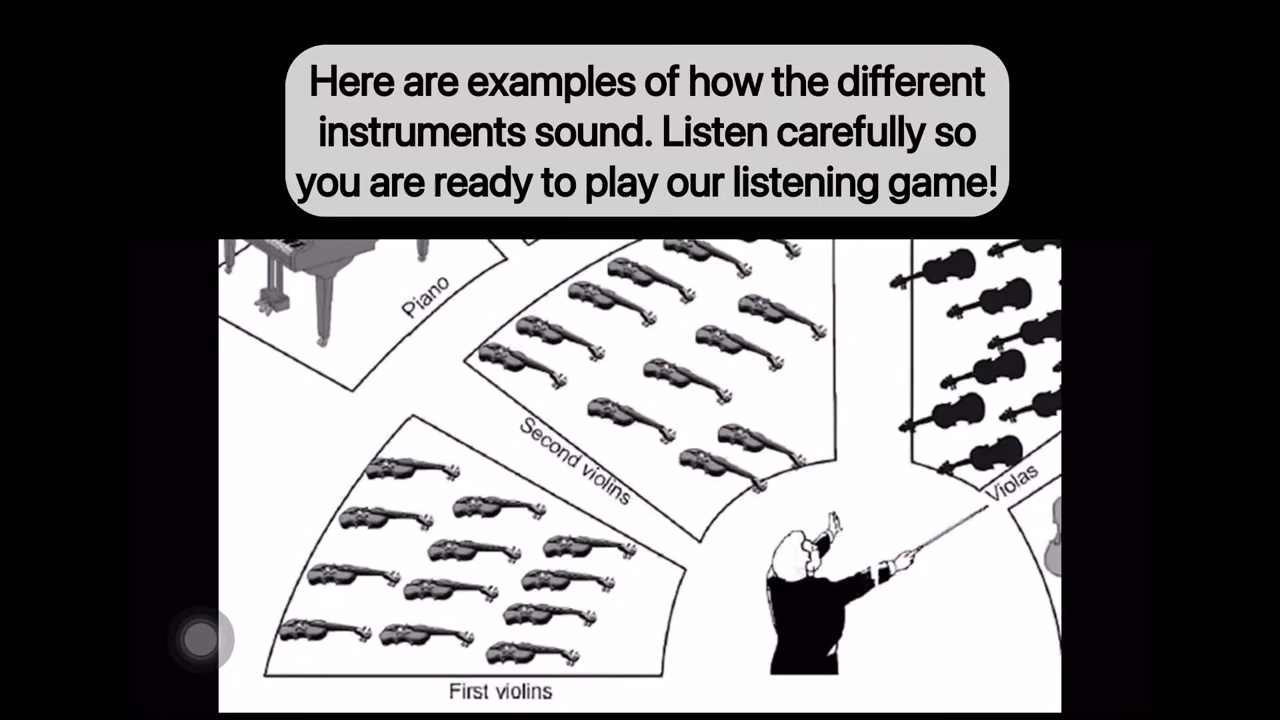 Here are examples of how the different
instruments sound. Listen carefully so
you are ready to play our listening game!
Piano
Second violins
Violas
First violins